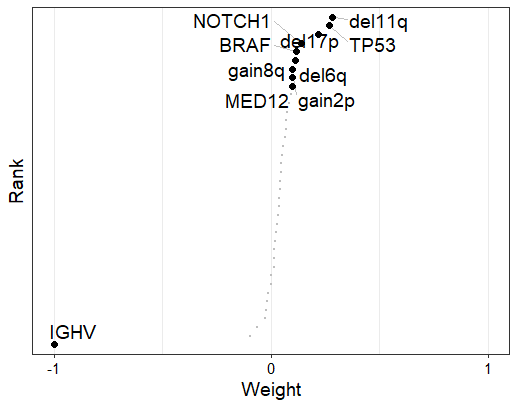 NOTCH1
del11q
BRAF
del17p
TP53
gain8q
del6q
MED12
gain2p
Rank
IGHV
-1
0
1
Weight